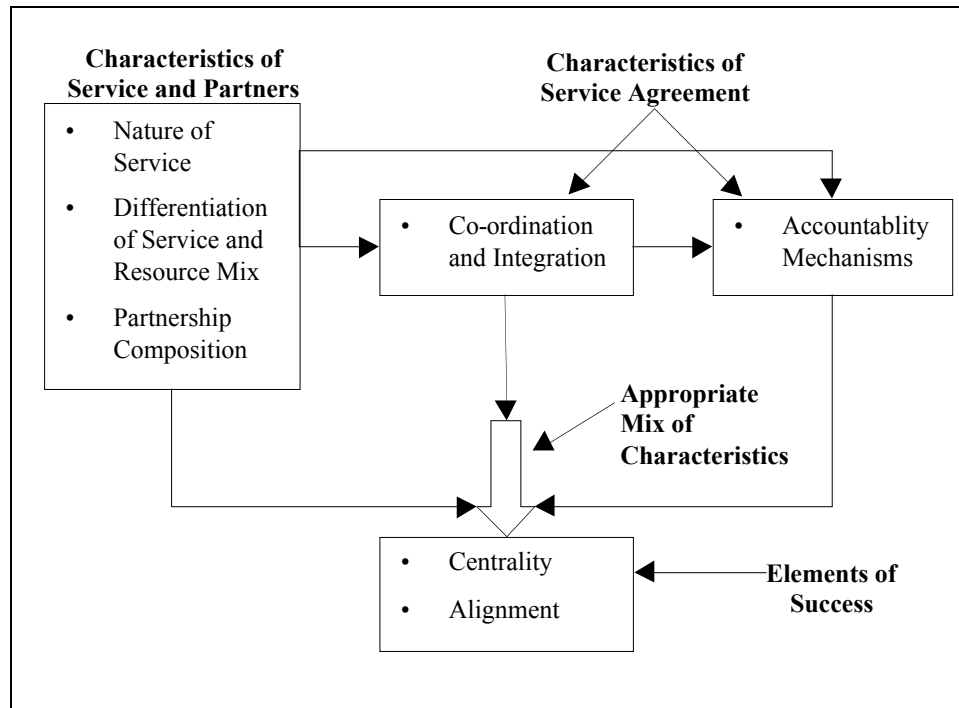 Characteristics of
Service and Partners
• Nature of
Service
• Differentiation
of Service and
Resource Mix
• Partnership
Composition
Characteristics of
Service Agreement
• Co-ordination
and Integration
• Accountablity
Mechanisms
Appropriate
Mix of
Characteristics
• Centrality
• Alignment
Elements of
Success